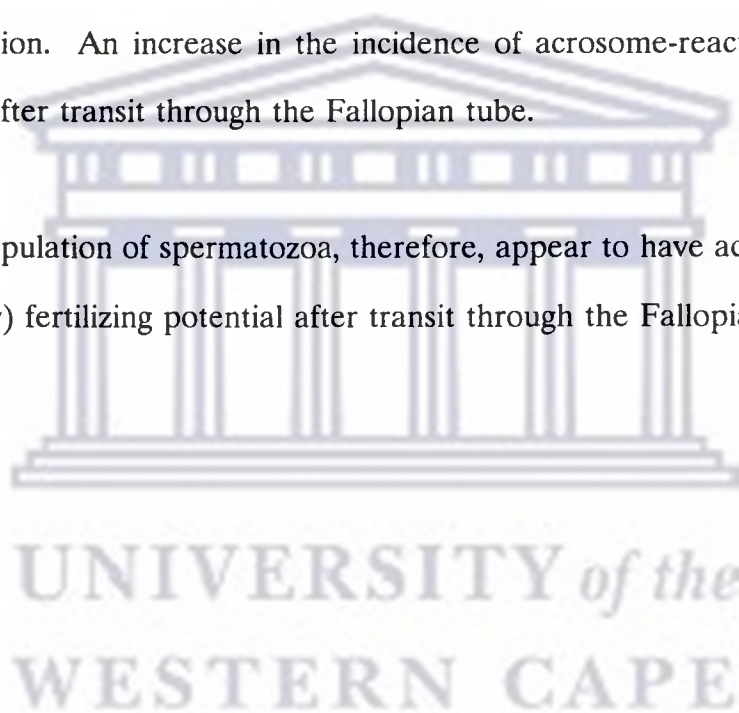 ion. An increase in the incidence of acrosome-reac
fter transit through the Fallopian tube.
pulation of spermatozoa, therefore, appear to have
) fertilizing potential after transit through the Fallopi
UNIVERSITY of the
WESTERN CAPE